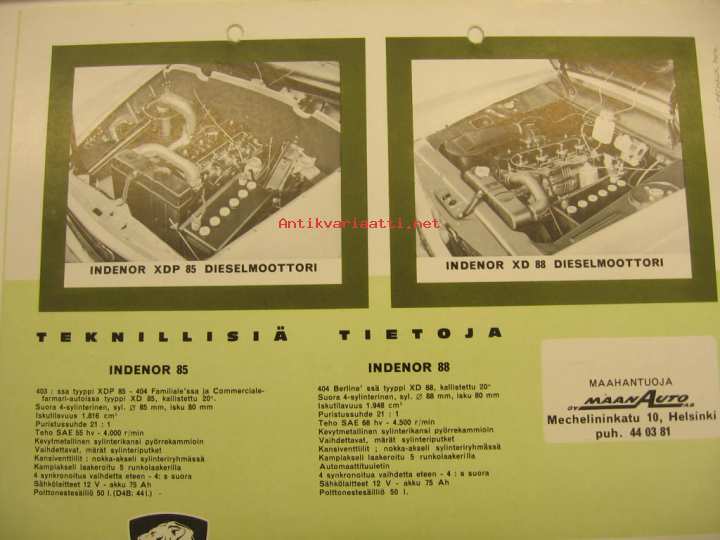 Antikvariaatti.net
INDENOR XDP 85 DIESELMOOTTORI
INDENOR XD 88 DIESELMOOTTORI
TEKNILLISIÄ TIETOJA
INDENOR 85
403 : ssa tyyppi XDP 85 - 404 Familiale'ssa ja Commerciale-
farmari-autoissa tyyppi XD 85, kallistettu 20°.
Suora 4-sylinterinen, syl. Ø 85 mm, isku 80 mm
Iskutilavuus 1.816 cm³
Puristussuhde 21 : 1
Teho SAE 55 hv - 4.000 r/min
Kevytmetallinen sylinterikansi pyörrekammioin
Vaihdettavat, märät sylinteriputket
Kansiventtiilit : nokka-akseli sylinteriryhmässä
Kampiakseli laakeroitu 5 runkolaakerilla
4 synkronoitua vaihdetta eteen - 4: s suora
Sähkölaitteet 12 V - akku 75 Ah
Polttonestesäiliö 50 l. (D4B: 44 l.) -
INDENOR 88
404 Berline' ssä tyyppi XD 88, kallistettu 20°
Suora 4-sylinterinen, syl. Ø 88 mm, isku 80 mm
Iskutilavuus 1.948 cm³
Puristussuhde 21 : 1
Teho SAE 68 hv - 4.500 r/min
Kevytmetallinen sylinterikansi pyörrekammioin
Vaihdettavat, märät sylinteriputket
Kansiventtiilit ; nokka-akseli sylinteriryhmässä
Kampiakseli laakeroitu 5 runkolaakerilla
Automaattituuletin
4 synkronoitua vaihdetta eteen - 4 : s suora
Sähkölaitteet 12 V - akku 75 Ah
Polttonestesäiliö 50 l.
MAAHANTUOJA
OY MAAN AUTO AB
Mechelininkatu 10, Helsinki
puh. 44 03 81